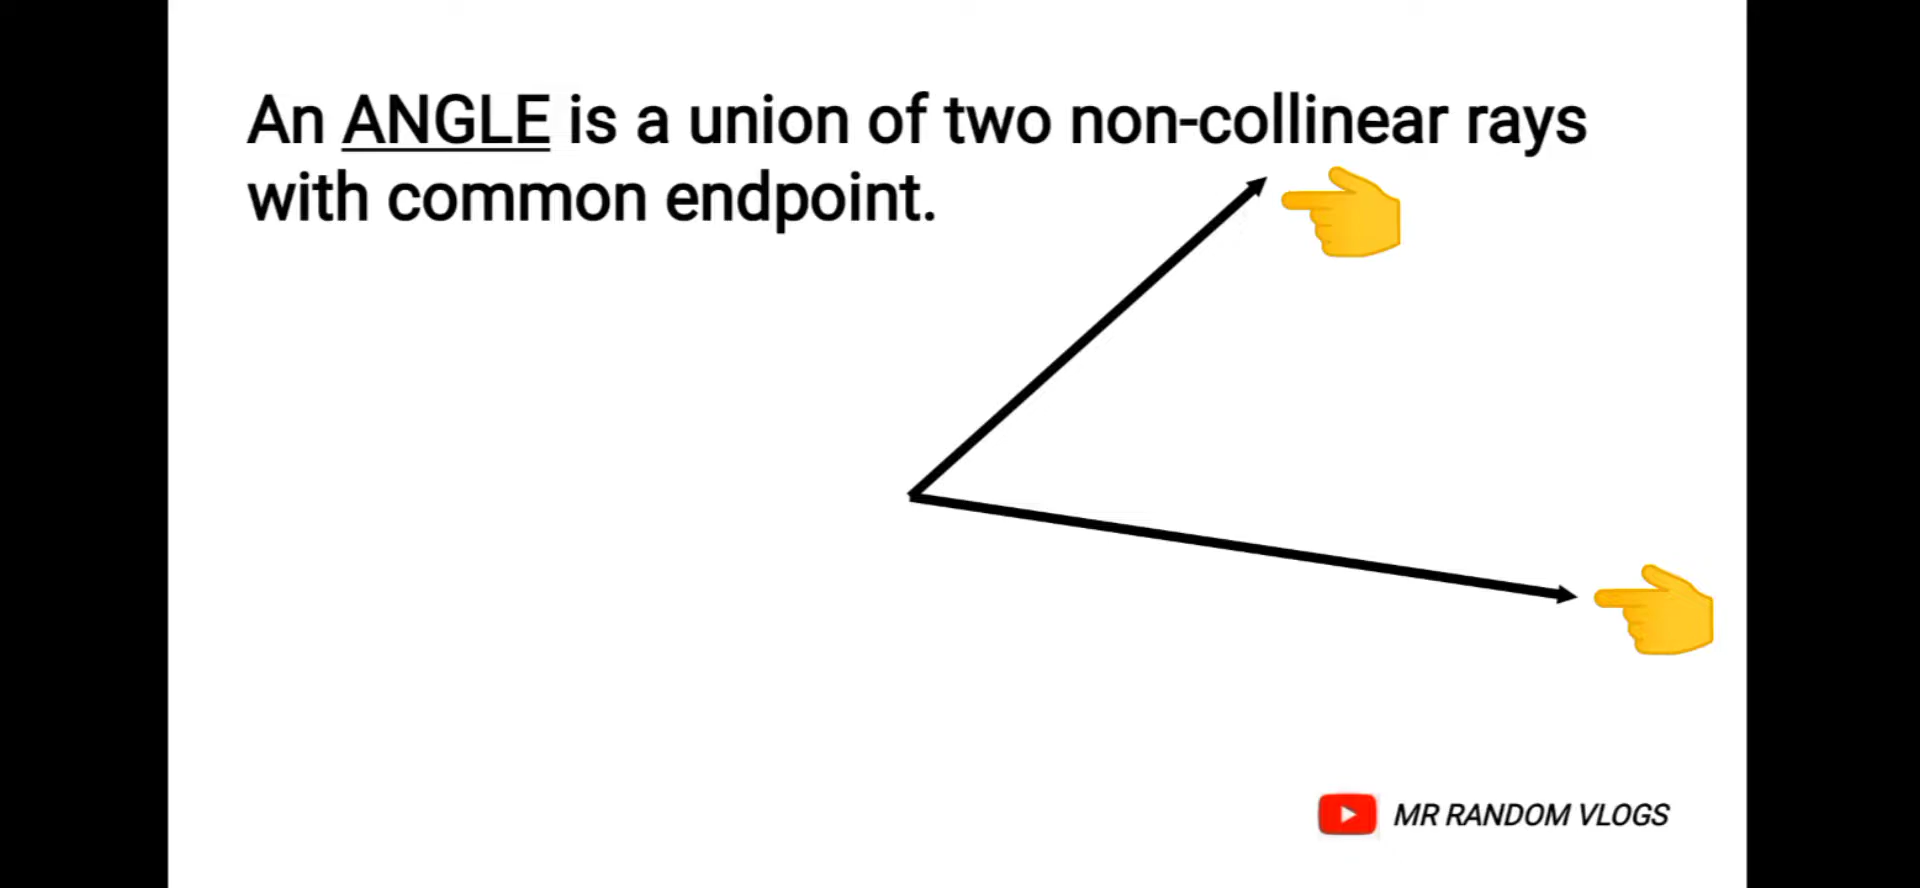 An ANGLE is a union of two non-collinear rays
with common endpoint.
MR RANDOM VLOGS